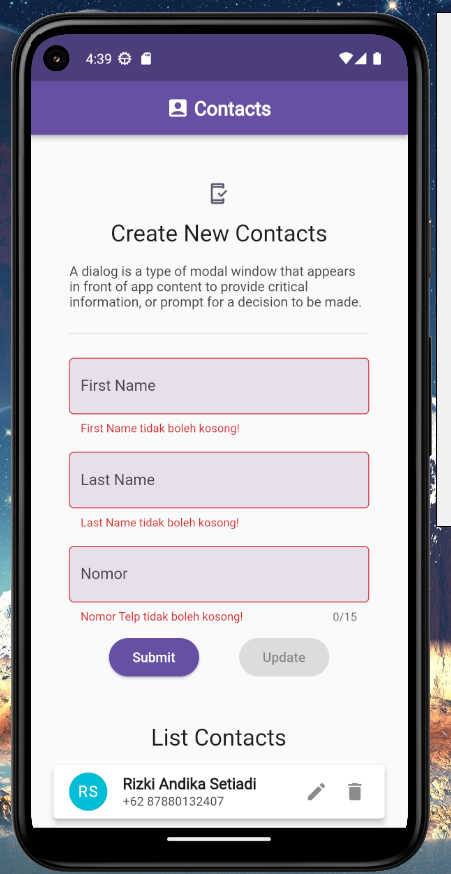 4:39
Contacts
Create New Contacts
A dialog is a type of modal window that appears
in front of app content to provide critical
information, or prompt for a decision to be made.
First Name
First Name tidak boleh kosong!
Last Name
Last Name tidak boleh kosong!
Nomor
Nomor Telp tidak boleh kosong! 0/15
Submit Update
List Contacts
RS Rizki Andika Setiadi
+62 87880132407